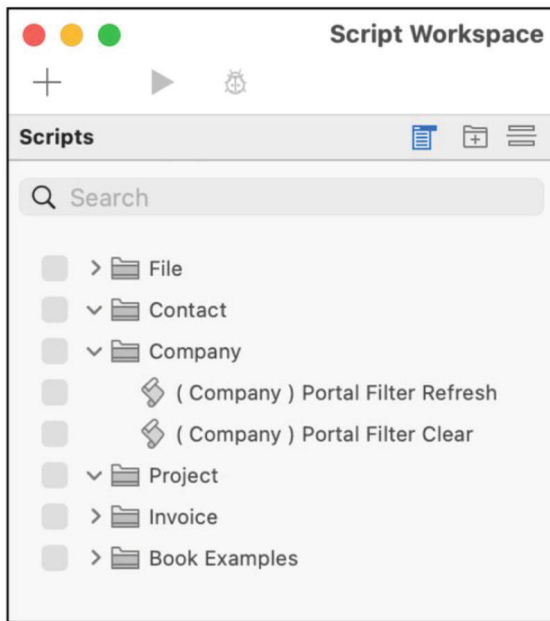 Script Workspace
Scripts
Search
File
Contact
Company
( Company ) Portal Filter Refresh
( Company ) Portal Filter Clear
Project
Invoice
Book Examples